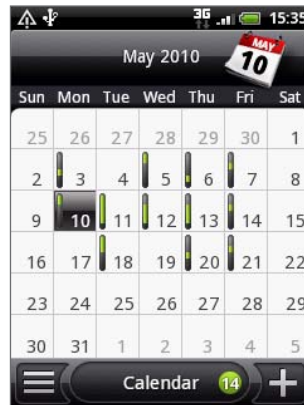 3G 15:35
May 2010
MAY
10
Sun Mon Tue Wed Thu Fri Sat
25 26 27 28 29 30 1
2 3 4 5 6 7 8
9 10 11 12 13 14 15
16 17 18 19 20 21 22
23 24 25 26 27 28 29
30 31 1 2 3 4 5
Calendar 14